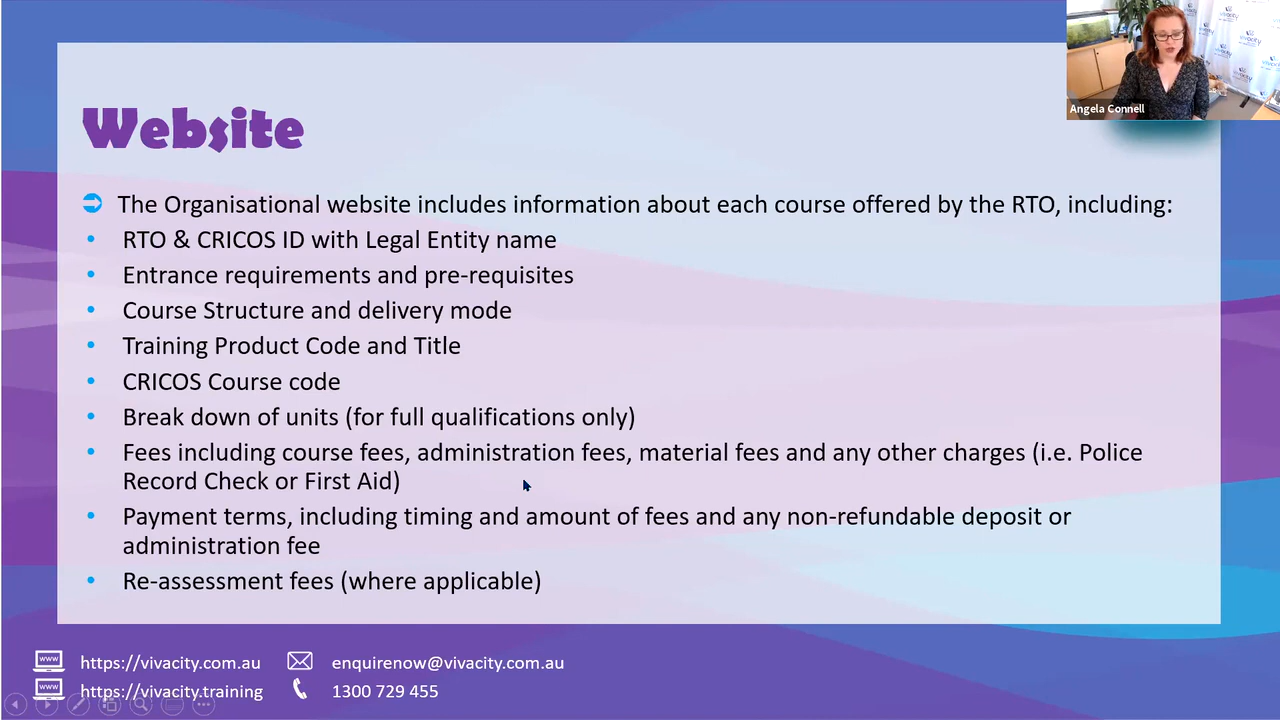 Website
The Organisational website includes information about each course offered by the RTO, including:
RTO & CRICOS ID with Legal Entity name
Entrance requirements and pre-requisites
Course Structure and delivery mode
Training Product Code and Title
CRICOS Course code
Break down of units (for full qualifications only)
Fees including course fees, administration fees, material fees and any other charges (i.e. Police
Record Check or First Aid)
Payment terms, including timing and amount of fees and any non-refundable deposit or
administration fee
Re-assessment fees (where applicable)
Angela Connell
vivacity
www https://vivacity.com.au enquirenow@vivacity.com.au
www https://vivacity.training 1300 729 455